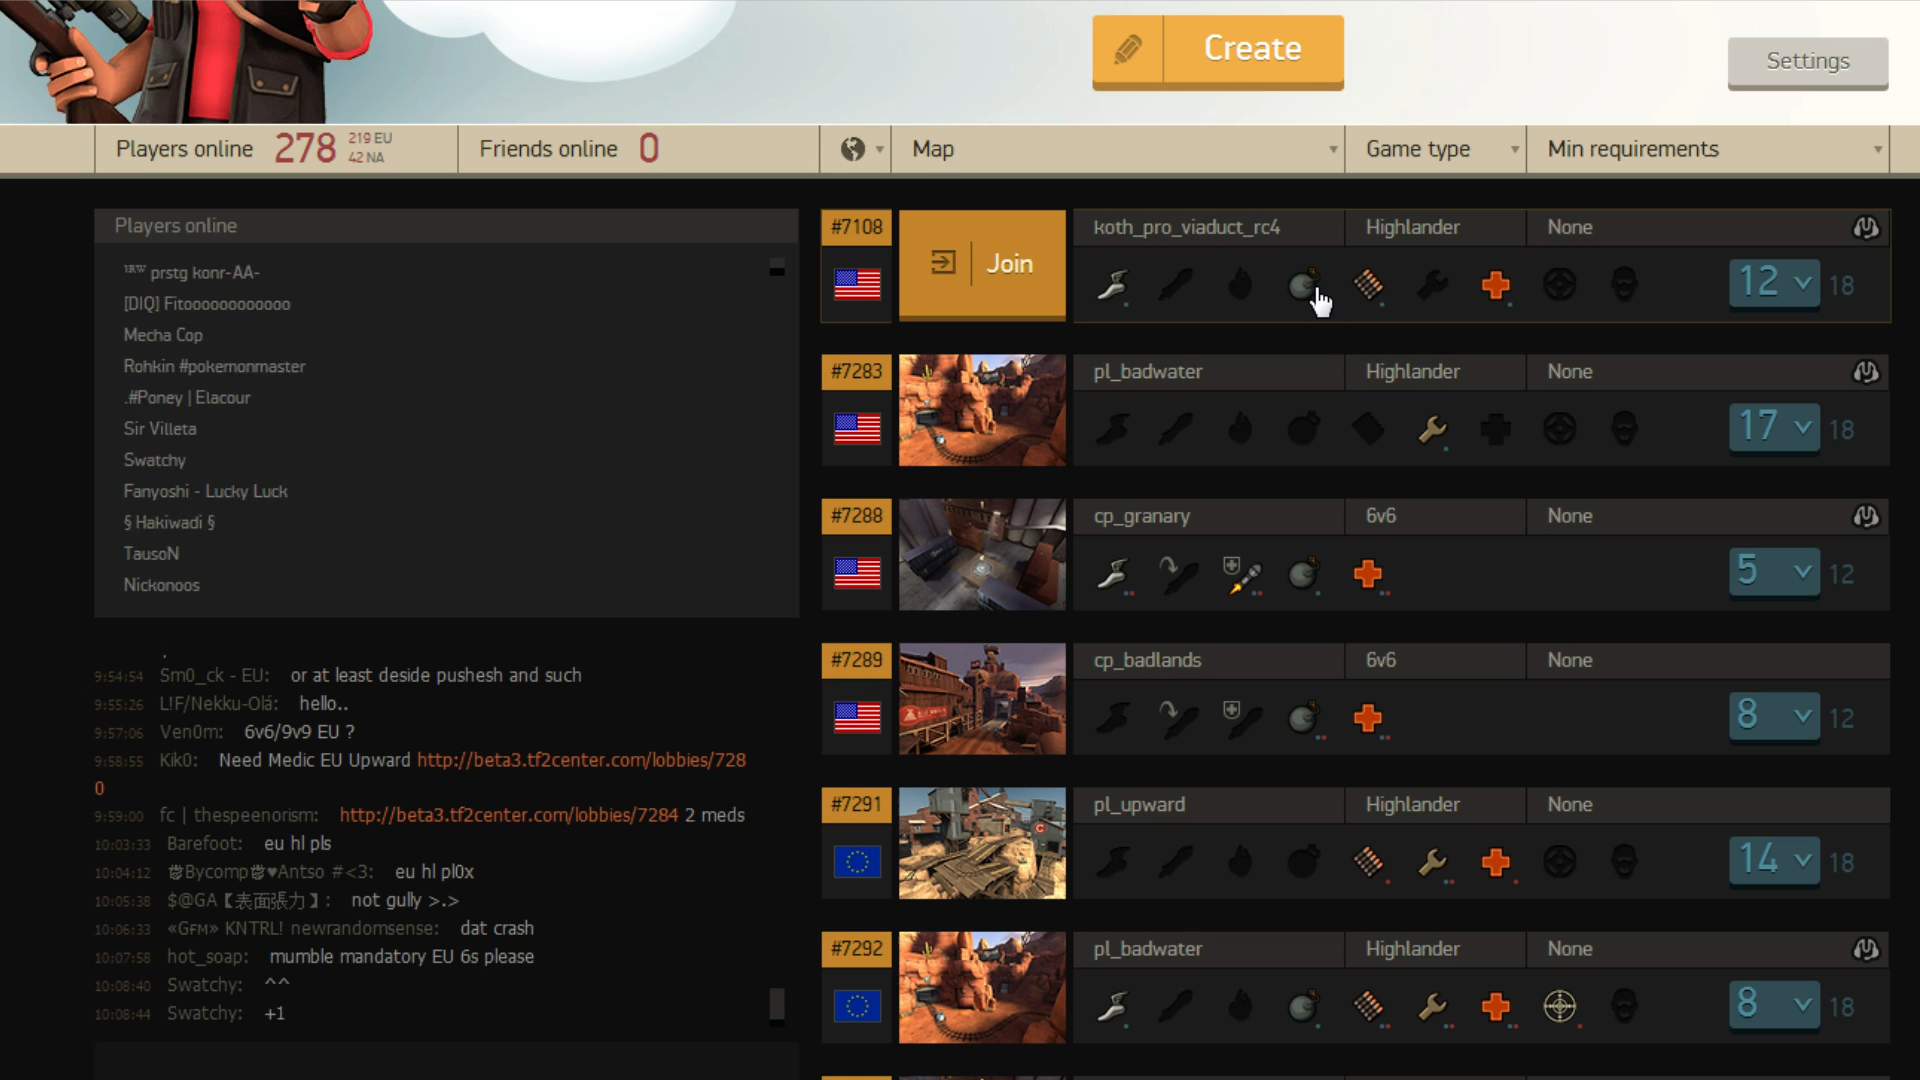 Create
Settings
Players online 278 219 EU 42 NA Friends online 0 Map Game type Min requirements
Players online
¹ᴿᵂ prstg konr-AA-
[DIQ] Fitoooooooooooo
Mecha Cop
Rohkin #pokemonmaster
.#Poney | Elacour
Sir Villeta
Swatchy
Fanyoshi - Lucky Luck
§ Hakiwadi §
TausoN
Nickonoos
9:54:54 Sm0_ck - EU: or at least deside pushesh and such
9:55:26 L!F/Nekku-Olá: hello..
9:57:06 Ven0m: 6v6/9v9 EU ?
9:58:55 Kik0: Need Medic EU Upward http://beta3.tf2center.com/lobbies/728
0
9:59:00 fc | thespeenorism: http://beta3.tf2center.com/lobbies/7284 2 meds
10:03:33 Barefoot: eu hl pls
10:04:12 Bycomp ♥Antso #<3: eu hl pl0x
10:05:38 $@GA【表面張力】: not gully >.>
10:06:33 «Gꜰᴍ» KNTRL! newrandomsense: dat crash
10:07:58 hot_soap: mumble mandatory EU 6s please
10:08:40 Swatchy: ^^
10:08:44 Swatchy: +1
#7108 Join koth_pro_viaduct_rc4 Highlander None
12 18
#7283 pl_badwater Highlander None
17 18
#7288 cp_granary 6v6 None
5 12
#7289 cp_badlands 6v6 None
8 12
#7291 pl_upward Highlander None
14 18
#7292 pl_badwater Highlander None
8 18